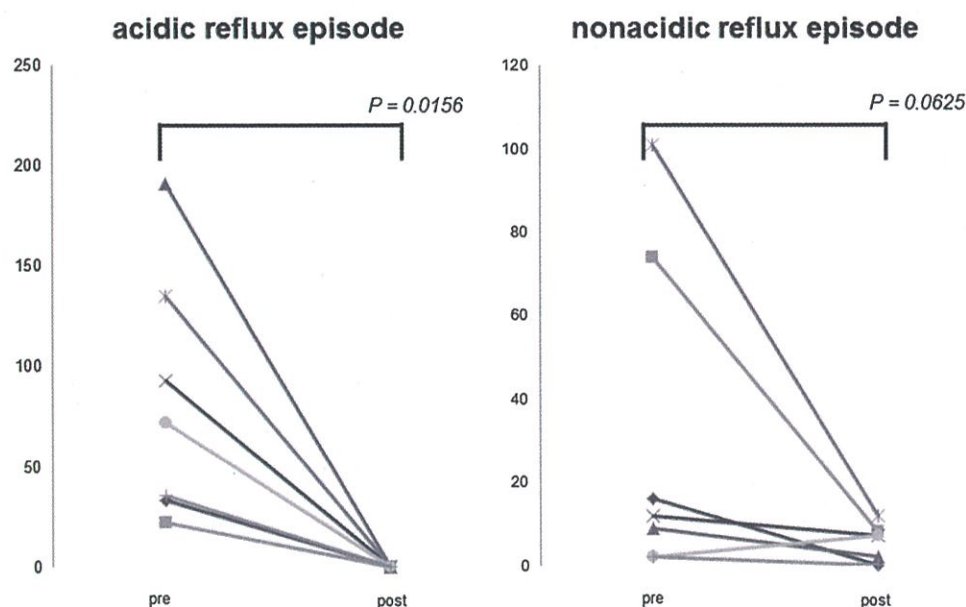 acidic reflux episode
250
200
150
100
50
0
P = 0.0156
pre
post
nonacidic reflux episode
120
100
80
60
40
20
0
P = 0.0625
pre
post